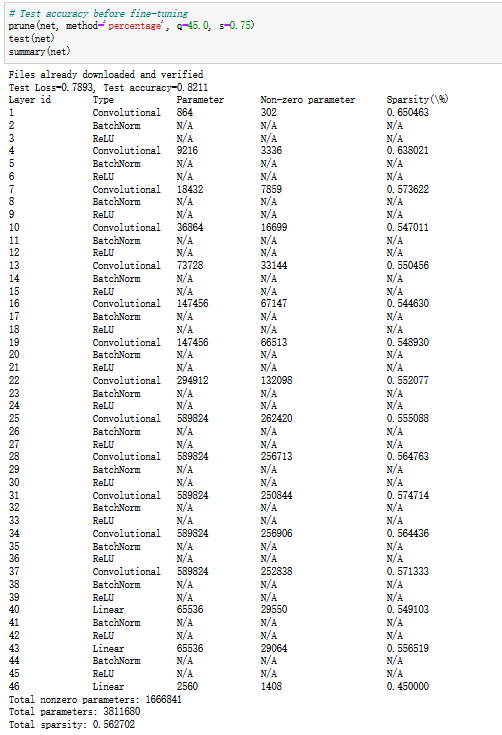 # Test accuracy before fine-tuning
prune(net, method='percentage', q=45.0, s=0.75)
test(net)
summary(net)
Files already downloaded and verified
Test Loss=0.7893, Test accuracy=0.8211
Layer id Type Parameter Non-zero parameter Sparsity(\%)
1 Convolutional 864 302 0.650463
2 BatchNorm N/A N/A N/A
3 ReLU N/A N/A N/A
4 Convolutional 9216 3336 0.638021
5 BatchNorm N/A N/A N/A
6 ReLU N/A N/A N/A
7 Convolutional 18432 7859 0.573622
8 BatchNorm N/A N/A N/A
9 ReLU N/A N/A N/A
10 Convolutional 36864 16699 0.547011
11 BatchNorm N/A N/A N/A
12 ReLU N/A N/A N/A
13 Convolutional 73728 33144 0.550456
14 BatchNorm N/A N/A N/A
15 ReLU N/A N/A N/A
16 Convolutional 147456 67147 0.544630
17 BatchNorm N/A N/A N/A
18 ReLU N/A N/A N/A
19 Convolutional 147456 66513 0.548930
20 BatchNorm N/A N/A N/A
21 ReLU N/A N/A N/A
22 Convolutional 294912 132098 0.552077
23 BatchNorm N/A N/A N/A
24 ReLU N/A N/A N/A
25 Convolutional 589824 262420 0.555088
26 BatchNorm N/A N/A N/A
27 ReLU N/A N/A N/A
28 Convolutional 589824 256713 0.564763
29 BatchNorm N/A N/A N/A
30 ReLU N/A N/A N/A
31 Convolutional 589824 250844 0.574714
32 BatchNorm N/A N/A N/A
33 ReLU N/A N/A N/A
34 Convolutional 589824 256906 0.564436
35 BatchNorm N/A N/A N/A
36 ReLU N/A N/A N/A
37 Convolutional 589824 252838 0.571333
38 BatchNorm N/A N/A N/A
39 ReLU N/A N/A N/A
40 Linear 65536 29550 0.549103
41 BatchNorm N/A N/A N/A
42 ReLU N/A N/A N/A
43 Linear 65536 29064 0.556519
44 BatchNorm N/A N/A N/A
45 ReLU N/A N/A N/A
46 Linear 2560 1408 0.450000
Total nonzero parameters: 1666841
Total parameters: 3811680
Total sparsity: 0.562702